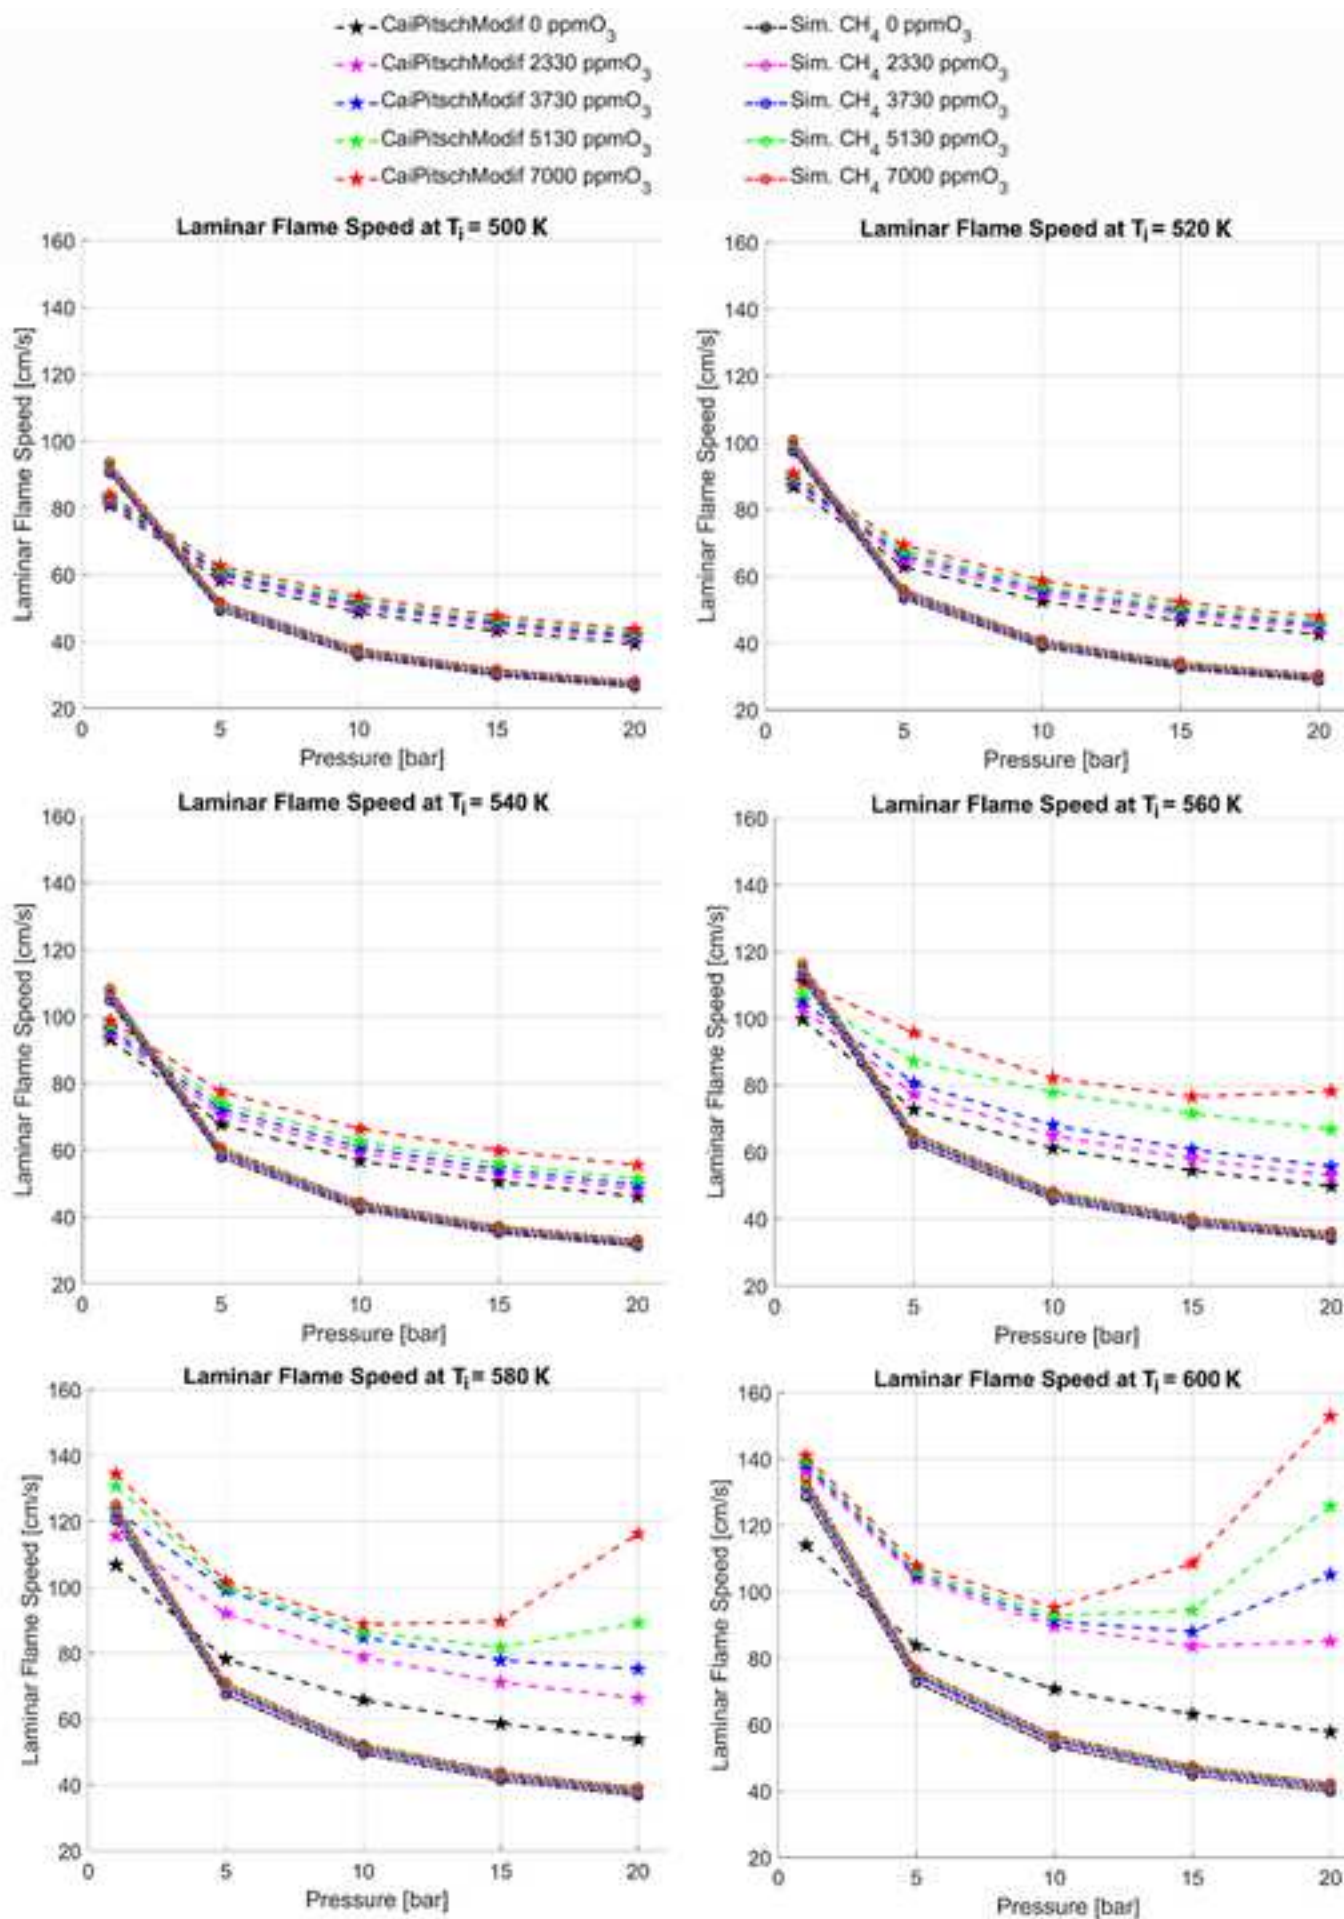 CaiPitschModif 0 ppmO3
CaiPitschModif 2330 ppmO3
CaiPitschModif 3730 ppmO3
CaiPitschModif 5130 ppmO3
CaiPitschModif 7000 ppmO3
Sim. CH4 0 ppmO3
Sim. CH4 2330 ppmO3
Sim. CH4 3730 ppmO3
Sim. CH4 5130 ppmO3
Sim. CH4 7000 ppmO3
Laminar Flame Speed at Ti = 500 K
Laminar Flame Speed [cm/s]
160
140
120
100
80
60
40
20
0 5 10 15 20
Pressure [bar]
Laminar Flame Speed at Ti = 520 K
Laminar Flame Speed [cm/s]
160
140
120
100
80
60
40
20
0 5 10 15 20
Pressure [bar]
Laminar Flame Speed at Ti = 540 K
Laminar Flame Speed [cm/s]
160
140
120
100
80
60
40
20
0 5 10 15 20
Pressure [bar]
Laminar Flame Speed at Ti = 560 K
Laminar Flame Speed [cm/s]
160
140
120
100
80
60
40
20
0 5 10 15 20
Pressure [bar]
Laminar Flame Speed at Ti = 580 K
Laminar Flame Speed [cm/s]
160
140
120
100
80
60
40
20
0 5 10 15 20
Pressure [bar]
Laminar Flame Speed at Ti = 600 K
Laminar Flame Speed [cm/s]
160
140
120
100
80
60
40
20
0 5 10 15 20
Pressure [bar]